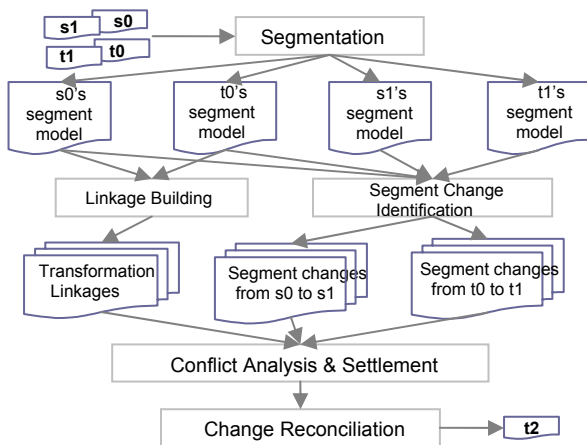 s1 s0
t1 t0
Segmentation
s0's
segment
model
t0's
segment
model
s1's
segment
model
t1's
segment
model
Linkage Building
Segment Change
Identification
Transformation
Linkages
Segment changes
from s0 to s1
Segment changes
from t0 to t1
Conflict Analysis & Settlement
Change Reconciliation
t2